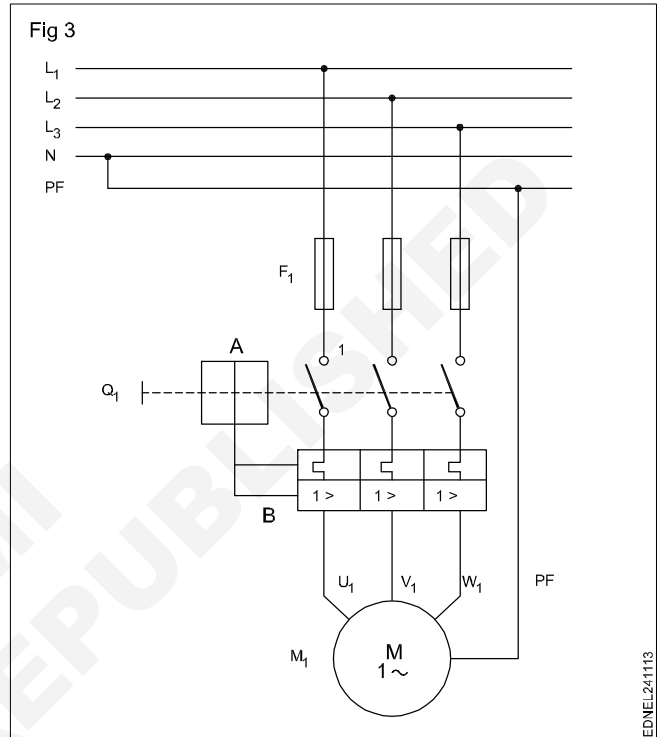 Fig 3
L1
L2
L3
N
PF
F1
A
1
Q1
1 > 1 > 1 >
B
U1 V1 W1 PF
M1
M
1 ~
EDNEL241113
REPUBLISHED